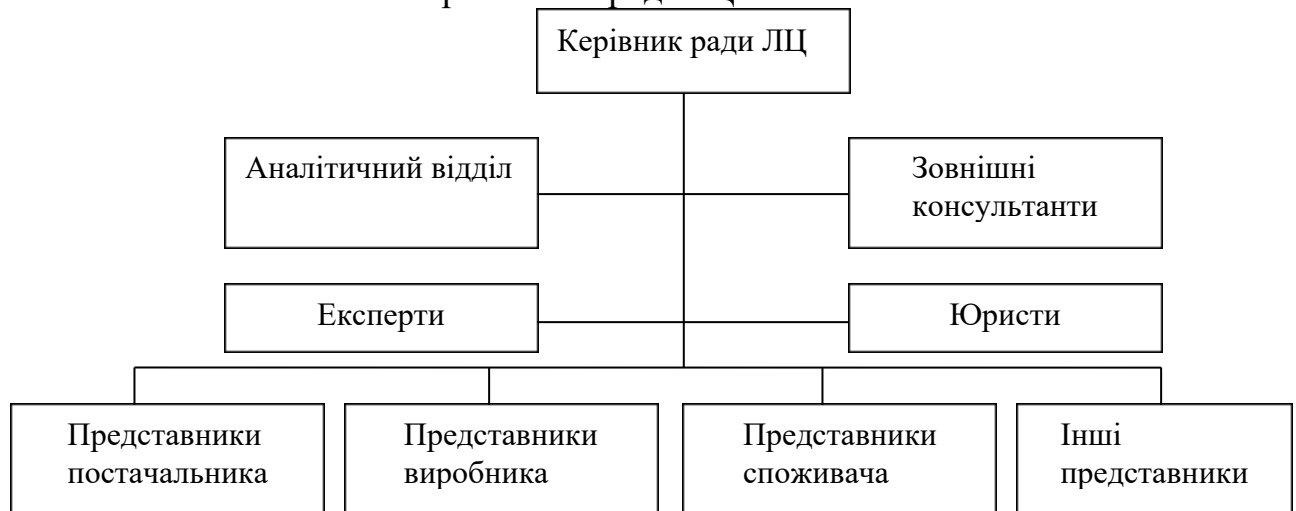 Керівник ради ЛЦ
Аналітичний відділ
Зовнішні
консультанти
Експерти
Юристи
Представники
постачальника
Представники
виробника
Представники
споживача
Інші
представники